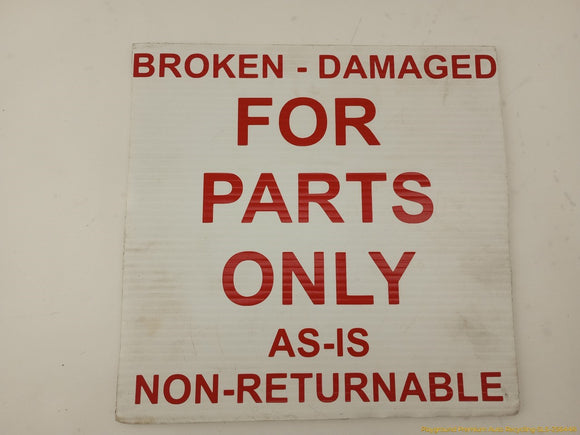 BROKEN - DAMAGED
FOR
PARTS
ONLY
AS-IS
NON-RETURNABLE